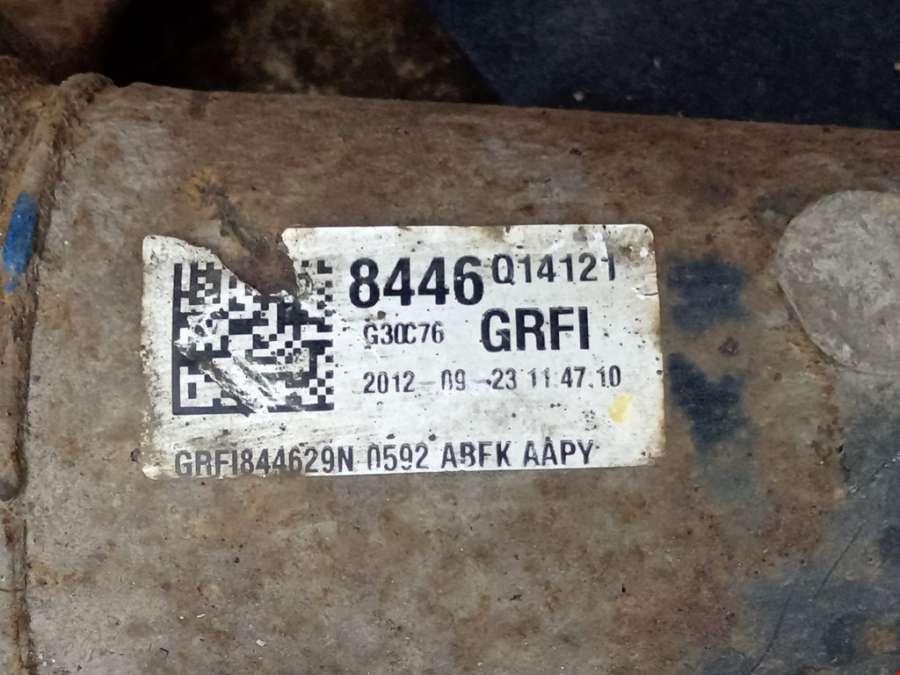 8446 Q14121
G30C76 GRFI
2012-09-23 11.47.10
GRFI844629N 0592 ABFK AAPY